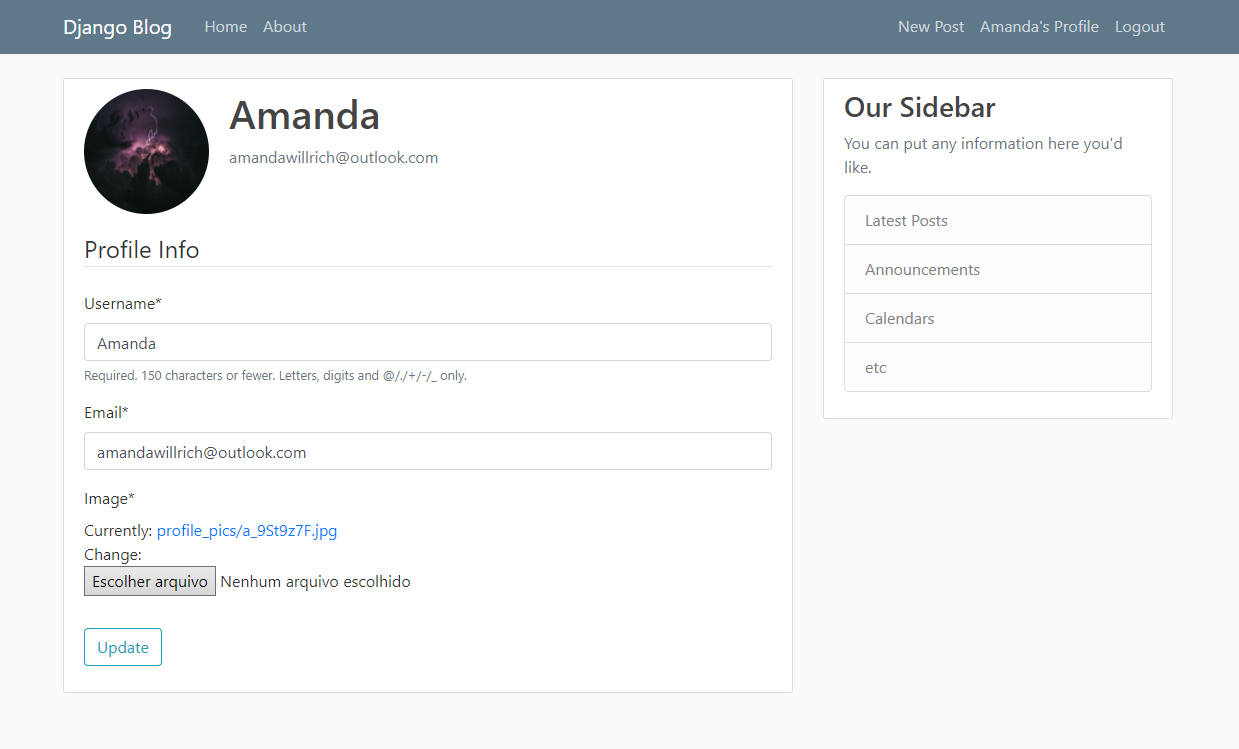 Django Blog Home About New Post Amanda's Profile Logout
Amanda
amandawillrich@outlook.com
Profile Info
Username*
Amanda
Required. 150 characters or fewer. Letters, digits and @/./+/-/_ only.
Email*
amandawillrich@outlook.com
Image*
Currently: profile_pics/a_9St9z7F.jpg
Change:
Escolher arquivo Nenhum arquivo escolhido
Update
Our Sidebar
You can put any information here you'd
like.
Latest Posts
Announcements
Calendars
etc